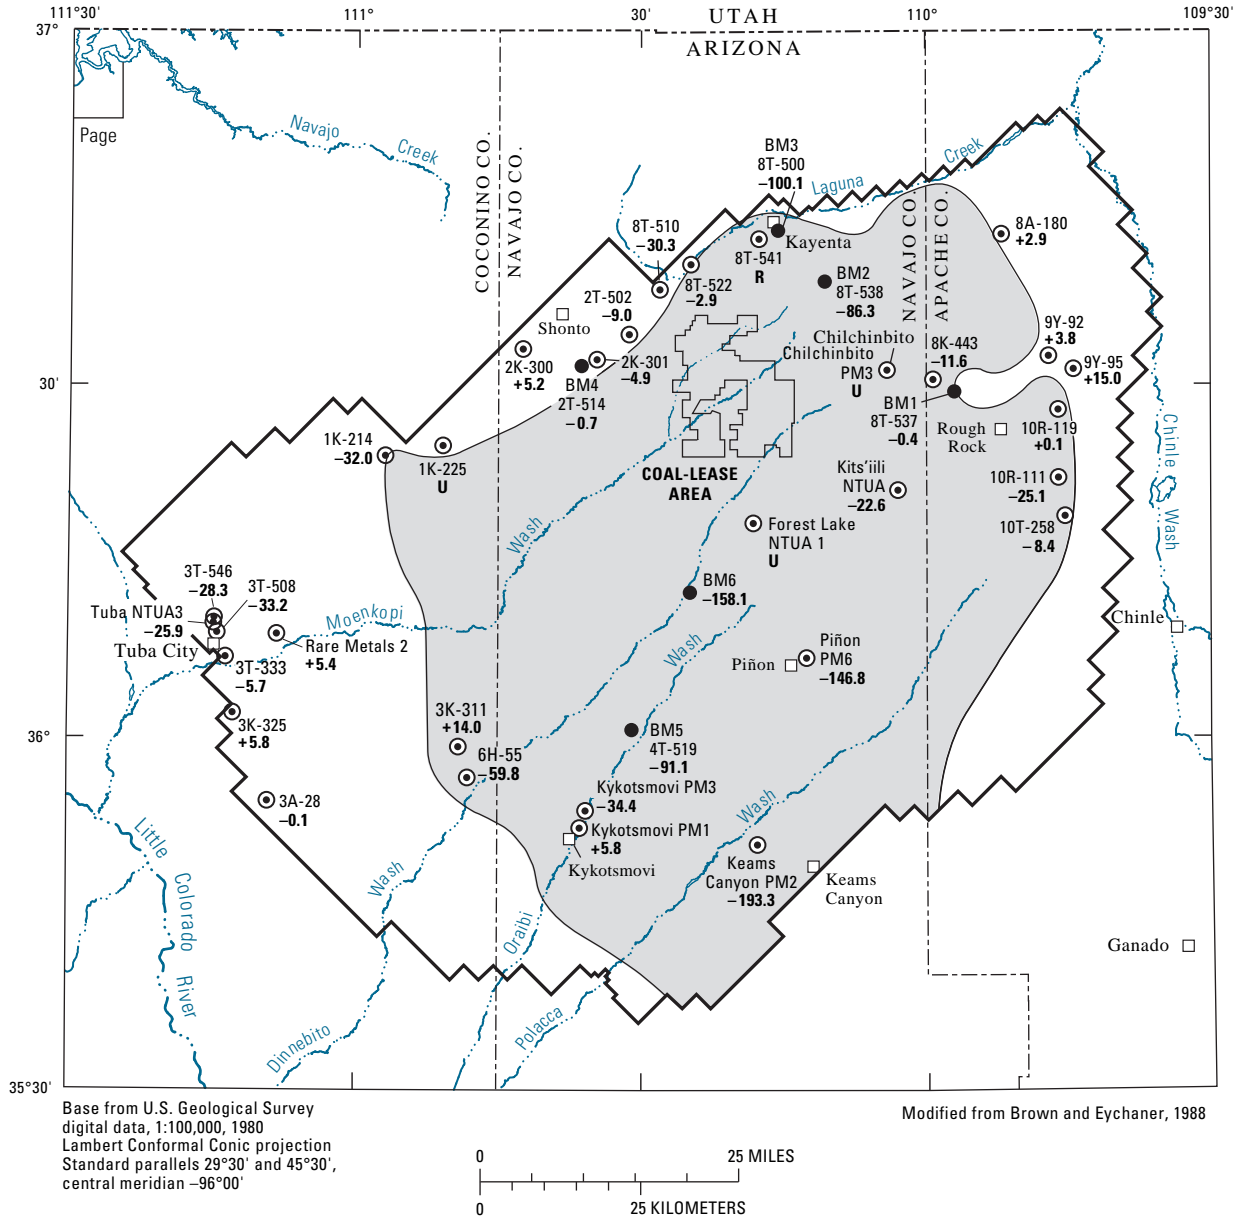 111°30'
111°
30'
UTAH
110°
109°30'
37°
ARIZONA
Page
Navajo
Creek
COCONINO CO.
NAVAJO CO.
BM3
8T-500
−100.1
Laguna
Creek
NAVAJO CO.
APACHE CO.
8A-180
+2.9
8T-510
−30.3
Kayenta
8T-541
R
8T-522
−2.9
BM2
8T-538
−86.3
2T-502
−9.0
Shonto
Chilchinbito
Chilchinbito
PM3
U
8K-443
−11.6
9Y-92
+3.8
9Y-95
+15.0
2K-300
+5.2
2K-301
−4.9
BM4
2T-514
−0.7
30'
BM1
8T-537
−0.4
Rough
Rock
10R-119
+0.1
1K-214
−32.0
1K-225
U
COAL-LEASE
AREA
Kits'iili
NTUA
−22.6
10R-111
−25.1
10T-258
−8.4
Chinle
Wash
Wash
Forest Lake
NTUA 1
U
3T-546
−28.3
3T-508
−33.2
Tuba NTUA3
−25.9
Tuba City
Moenkopi
Rare Metals 2
+5.4
BM6
−158.1
Chinle
Wash
Piñon
Piñon
PM6
−146.8
3T-333
−5.7
3K-325
+5.8
3K-311
+14.0
36°
BM5
4T-519
−91.1
6H-55
−59.8
3A-28
−0.1
Kykotsmovi PM3
−34.4
Kykotsmovi PM1
+5.8
Kykotsmovi
Wash
Little
Colorado
River
Wash
Keams
Canyon PM2
−193.3
Keams
Canyon
Oraibi
Ganado
Polacca
Dinnebito
35°30'
111°
30'
110°
Base from U.S. Geological Survey
digital data, 1:100,000, 1980
Lambert Conformal Conic projection
Standard parallels 29°30' and 45°30',
central meridian −96°00'
Modified from Brown and Eychaner, 1988
0
25 MILES
0
25 KILOMETERS